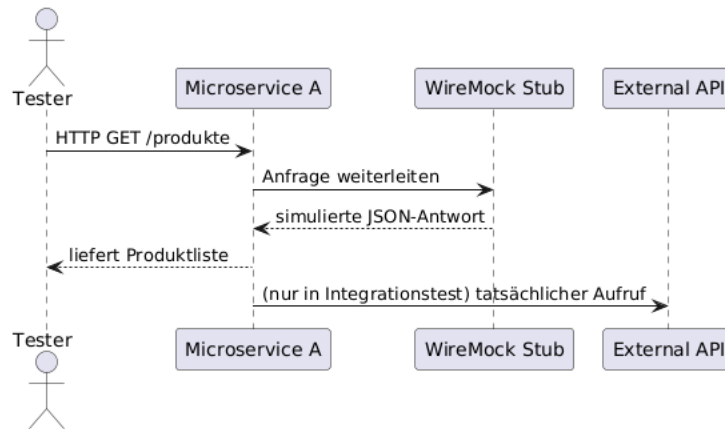 Tester
Microservice A
WireMock Stub
External API
HTTP GET /produkte
Anfrage weiterleiten
simulierte JSON-Antwort
liefert Produktliste
(nur in Integrationstest) tatsächlicher Aufruf
Tester
Microservice A
WireMock Stub
External API